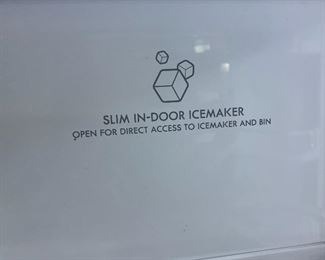 SLIM IN-DOOR ICEMAKER
OPEN FOR DIRECT ACCESS TO ICEMAKER AND BIN